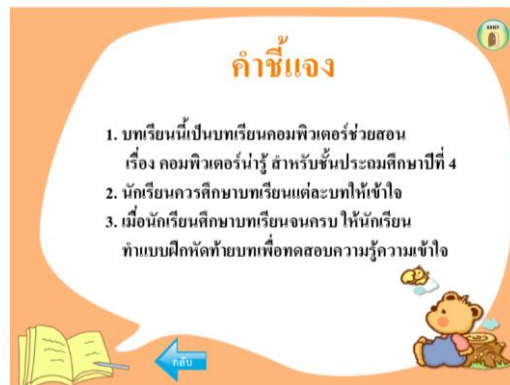 คำชี้แจง
1. บทเรียนนี้เป็นบทเรียนคอมพิวเตอร์ช่วยสอน
เรื่อง คอมพิวเตอร์น่ารู้ สำหรับชั้นประถมศึกษาปีที่ 4
2. นักเรียนควรศึกษาบทเรียนแต่ละบทให้เข้าใจ
3. เมื่อนักเรียนศึกษาบทเรียนจนครบ ให้นักเรียน
ทำแบบฝึกหัดท้ายบทเพื่อทดสอบความรู้ความเข้าใจ
กลับ